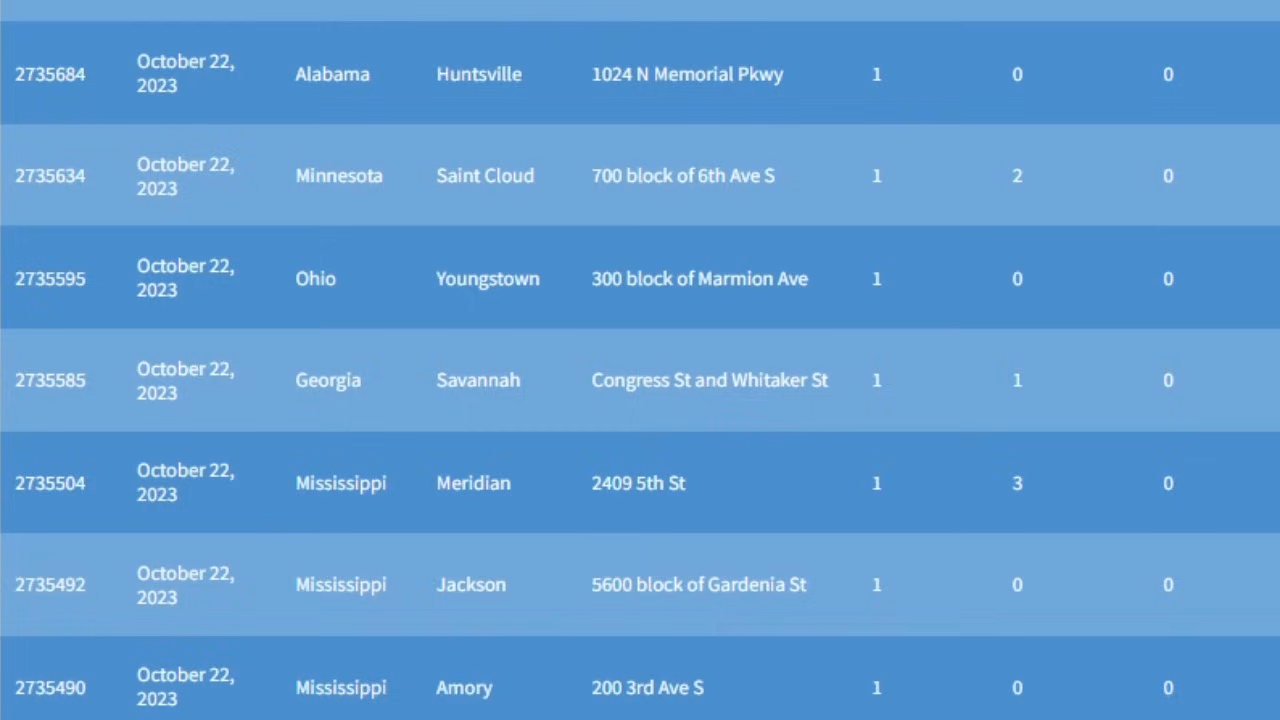 2735684 October 22, 2023 Alabama Huntsville 1024 N Memorial Pkwy 1 0 0
2735634 October 22, 2023 Minnesota Saint Cloud 700 block of 6th Ave S 1 2 0
2735595 October 22, 2023 Ohio Youngstown 300 block of Marmion Ave 1 0 0
2735585 October 22, 2023 Georgia Savannah Congress St and Whitaker St 1 1 0
2735504 October 22, 2023 Mississippi Meridian 2409 5th St 1 3 0
2735492 October 22, 2023 Mississippi Jackson 5600 block of Gardenia St 1 0 0
2735490 October 22, 2023 Mississippi Amory 200 3rd Ave S 1 0 0